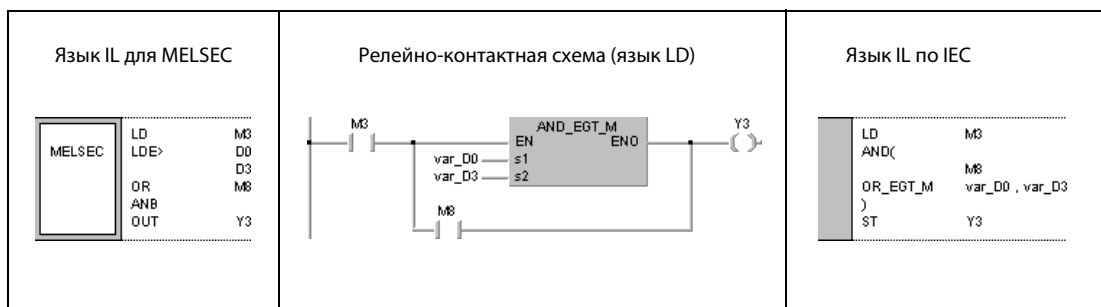 Язык IL для MELSEC
MELSEC
LD M3
LDE> D0
D3
OR M8
ANB
OUT Y3
Релейно-контактная схема (язык LD)
M3
AND_EGT_M
Y3
EN ENO
var_D0 s1
var_D3 s2
M8
Язык IL по IEC
LD M3
AND(
M8
OR_EGT_M var_D0 , var_D3
)
ST Y3